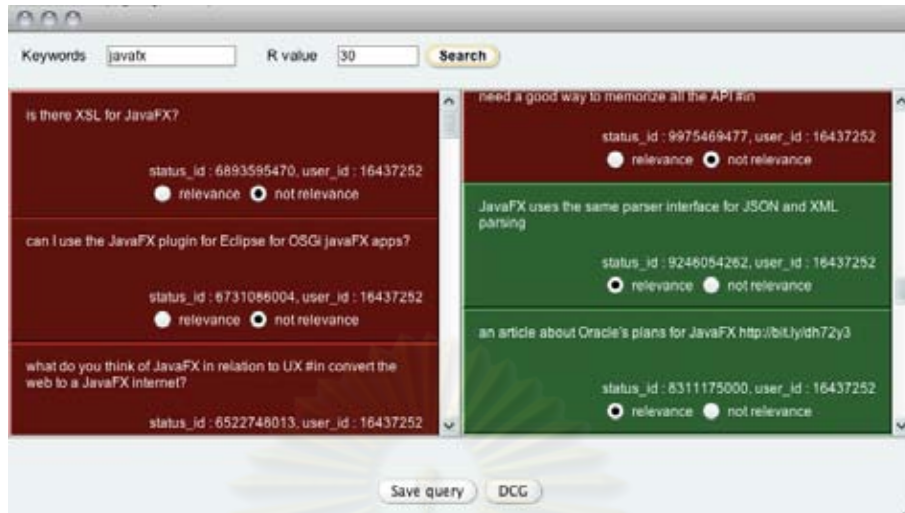 Keywords javafx R value 30 Search
is there XSL for JavaFX?
status_id : 6893595470, user_id : 16437252
relevance not relevance
can I use the JavaFX plugin for Eclipse for OSGi javaFX apps?
status_id : 6731086004, user_id : 16437252
relevance not relevance
what do you think of JavaFX in relation to UX #in convert the
web to a JavaFX Internet?
status_id : 6522748013, user_id : 16437252
need a good way to memorize all the API #in
status_id : 9975469477, user_id : 16437252
relevance not relevance
JavaFX uses the same parser interface for JSON and XML
parsing
status_id : 9246054262, user_id : 16437252
relevance not relevance
an article about Oracle's plans for JavaFX http://bit.ly/dh72y3
status_id : 8311175000, user_id : 16437252
relevance not relevance
Save query DCG